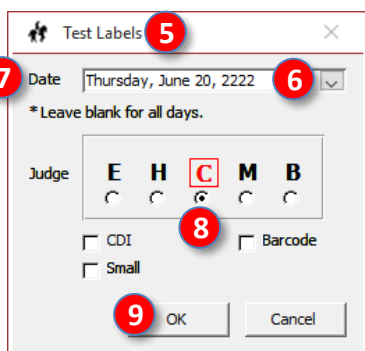 Test Labels 5
7 Date Thursday, June 20, 2222 6
* Leave blank for all days.
Judge E H C M B
8
CDI Barcode
Small
9 OK Cancel